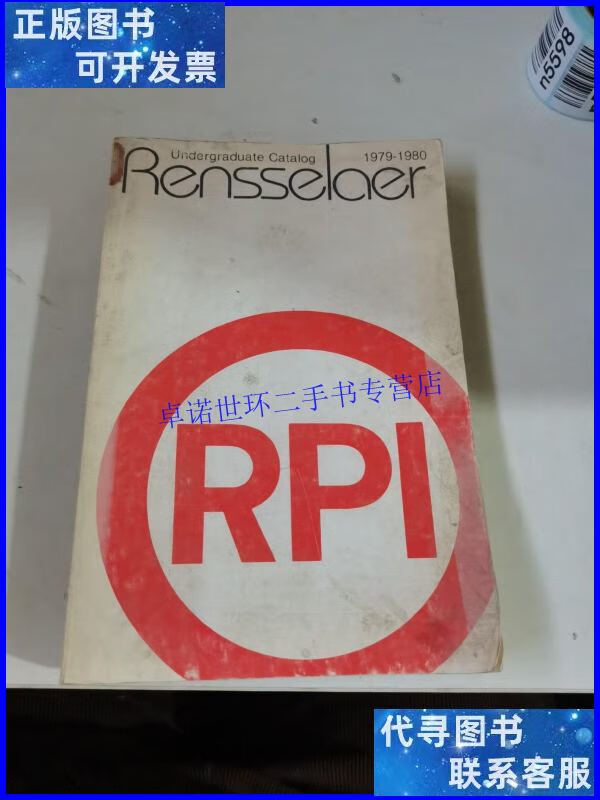 正版图书
可开发票
n5598
Undergraduate Catalog 1979-1980
Rensselaer
卓诺世环二手书专营店
RPI
代寻图书
联系客服